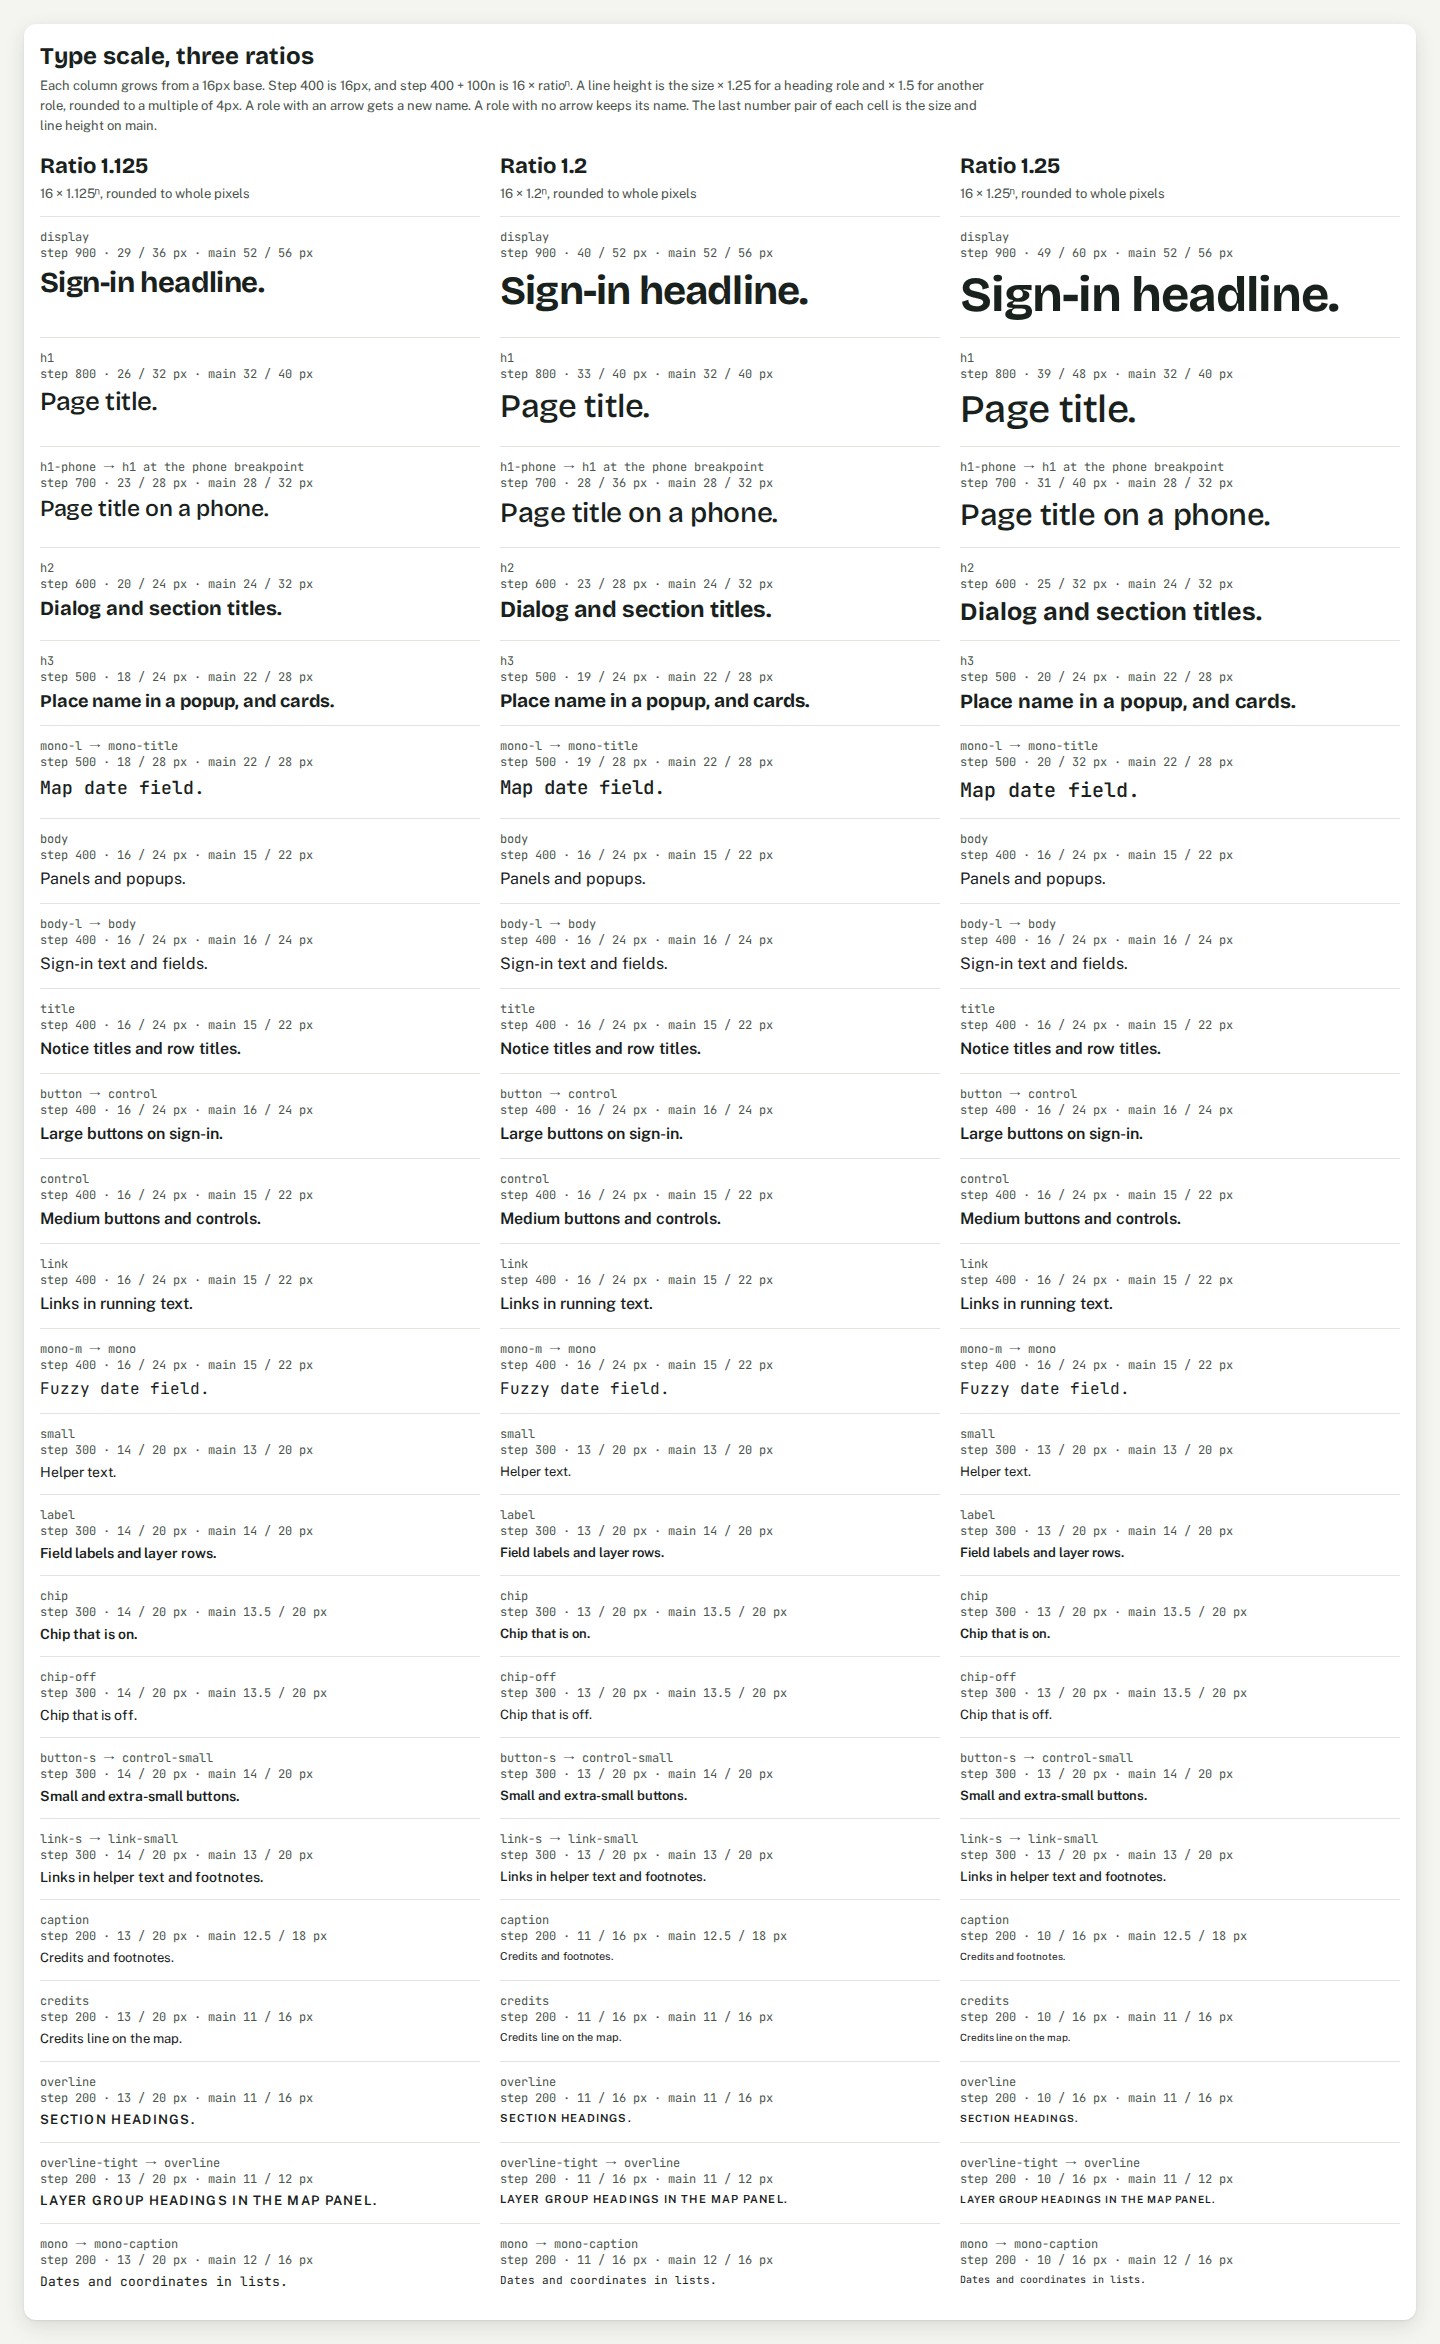 Type scale, three ratios
Each column grows from a 16px base. Step 400 is 16px, and step 400 + 100n is 16 × ratioⁿ. A line height is the size × 1.25 for a heading role and × 1.5 for another
role, rounded to a multiple of 4px. A role with an arrow gets a new name. A role with no arrow keeps its name. The last number pair of each cell is the size and
line height on main.
Ratio 1.125
16 × 1.125ⁿ, rounded to whole pixels
display
step 900 · 29 / 36 px · main 52 / 56 px
Sign-in headline.
h1
step 800 · 26 / 32 px · main 32 / 40 px
Page title.
h1-phone → h1 at the phone breakpoint
step 700 · 23 / 28 px · main 28 / 32 px
Page title on a phone.
h2
step 600 · 20 / 24 px · main 24 / 32 px
Dialog and section titles.
h3
step 500 · 18 / 24 px · main 22 / 28 px
Place name in a popup, and cards.
mono-l → mono-title
step 500 · 18 / 28 px · main 22 / 28 px
Map date field.
body
step 400 · 16 / 24 px · main 15 / 22 px
Panels and popups.
body-l → body
step 400 · 16 / 24 px · main 16 / 24 px
Sign-in text and fields.
title
step 400 · 16 / 24 px · main 15 / 22 px
Notice titles and row titles.
button → control
step 400 · 16 / 24 px · main 16 / 24 px
Large buttons on sign-in.
control
step 400 · 16 / 24 px · main 15 / 22 px
Medium buttons and controls.
link
step 400 · 16 / 24 px · main 15 / 22 px
Links in running text.
mono-m → mono
step 400 · 16 / 24 px · main 15 / 22 px
Fuzzy date field.
small
step 300 · 14 / 20 px · main 13 / 20 px
Helper text.
label
step 300 · 14 / 20 px · main 14 / 20 px
Field labels and layer rows.
chip
step 300 · 14 / 20 px · main 13.5 / 20 px
Chip that is on.
chip-off
step 300 · 14 / 20 px · main 13.5 / 20 px
Chip that is off.
button-s → control-small
step 300 · 14 / 20 px · main 14 / 20 px
Small and extra-small buttons.
link-s → link-small
step 300 · 14 / 20 px · main 13 / 20 px
Links in helper text and footnotes.
caption
step 200 · 13 / 20 px · main 12.5 / 18 px
Credits and footnotes.
credits
step 200 · 13 / 20 px · main 11 / 16 px
Credits line on the map.
overline
step 200 · 13 / 20 px · main 11 / 16 px
SECTION HEADINGS.
overline-tight → overline
step 200 · 13 / 20 px · main 11 / 12 px
LAYER GROUP HEADINGS IN THE MAP PANEL.
mono → mono-caption
step 200 · 13 / 20 px · main 12 / 16 px
Dates and coordinates in lists.
Ratio 1.2
16 × 1.2ⁿ, rounded to whole pixels
display
step 900 · 40 / 52 px · main 52 / 56 px
Sign-in headline.
h1
step 800 · 33 / 40 px · main 32 / 40 px
Page title.
h1-phone → h1 at the phone breakpoint
step 700 · 28 / 36 px · main 28 / 32 px
Page title on a phone.
h2
step 600 · 23 / 28 px · main 24 / 32 px
Dialog and section titles.
h3
step 500 · 19 / 24 px · main 22 / 28 px
Place name in a popup, and cards.
mono-l → mono-title
step 500 · 19 / 28 px · main 22 / 28 px
Map date field.
body
step 400 · 16 / 24 px · main 15 / 22 px
Panels and popups.
body-l → body
step 400 · 16 / 24 px · main 16 / 24 px
Sign-in text and fields.
title
step 400 · 16 / 24 px · main 15 / 22 px
Notice titles and row titles.
button → control
step 400 · 16 / 24 px · main 16 / 24 px
Large buttons on sign-in.
control
step 400 · 16 / 24 px · main 15 / 22 px
Medium buttons and controls.
link
step 400 · 16 / 24 px · main 15 / 22 px
Links in running text.
mono-m → mono
step 400 · 16 / 24 px · main 15 / 22 px
Fuzzy date field.
small
step 300 · 13 / 20 px · main 13 / 20 px
Helper text.
label
step 300 · 13 / 20 px · main 14 / 20 px
Field labels and layer rows.
chip
step 300 · 13 / 20 px · main 13.5 / 20 px
Chip that is on.
chip-off
step 300 · 13 / 20 px · main 13.5 / 20 px
Chip that is off.
button-s → control-small
step 300 · 13 / 20 px · main 14 / 20 px
Small and extra-small buttons.
link-s → link-small
step 300 · 13 / 20 px · main 13 / 20 px
Links in helper text and footnotes.
caption
step 200 · 11 / 16 px · main 12.5 / 18 px
Credits and footnotes.
credits
step 200 · 11 / 16 px · main 11 / 16 px
Credits line on the map.
overline
step 200 · 11 / 16 px · main 11 / 16 px
SECTION HEADINGS.
overline-tight → overline
step 200 · 11 / 16 px · main 11 / 12 px
LAYER GROUP HEADINGS IN THE MAP PANEL.
mono → mono-caption
step 200 · 11 / 16 px · main 12 / 16 px
Dates and coordinates in lists.
Ratio 1.25
16 × 1.25ⁿ, rounded to whole pixels
display
step 900 · 49 / 60 px · main 52 / 56 px
Sign-in headline.
h1
step 800 · 39 / 48 px · main 32 / 40 px
Page title.
h1-phone → h1 at the phone breakpoint
step 700 · 31 / 40 px · main 28 / 32 px
Page title on a phone.
h2
step 600 · 25 / 32 px · main 24 / 32 px
Dialog and section titles.
h3
step 500 · 20 / 24 px · main 22 / 28 px
Place name in a popup, and cards.
mono-l → mono-title
step 500 · 20 / 32 px · main 22 / 28 px
Map date field.
body
step 400 · 16 / 24 px · main 15 / 22 px
Panels and popups.
body-l → body
step 400 · 16 / 24 px · main 16 / 24 px
Sign-in text and fields.
title
step 400 · 16 / 24 px · main 15 / 22 px
Notice titles and row titles.
button → control
step 400 · 16 / 24 px · main 16 / 24 px
Large buttons on sign-in.
control
step 400 · 16 / 24 px · main 15 / 22 px
Medium buttons and controls.
link
step 400 · 16 / 24 px · main 15 / 22 px
Links in running text.
mono-m → mono
step 400 · 16 / 24 px · main 15 / 22 px
Fuzzy date field.
small
step 300 · 13 / 20 px · main 13 / 20 px
Helper text.
label
step 300 · 13 / 20 px · main 14 / 20 px
Field labels and layer rows.
chip
step 300 · 13 / 20 px · main 13.5 / 20 px
Chip that is on.
chip-off
step 300 · 13 / 20 px · main 13.5 / 20 px
Chip that is off.
button-s → control-small
step 300 · 13 / 20 px · main 14 / 20 px
Small and extra-small buttons.
link-s → link-small
step 300 · 13 / 20 px · main 13 / 20 px
Links in helper text and footnotes.
caption
step 200 · 10 / 16 px · main 12.5 / 18 px
Credits and footnotes.
credits
step 200 · 10 / 16 px · main 11 / 16 px
Credits line on the map.
overline
step 200 · 10 / 16 px · main 11 / 16 px
SECTION HEADINGS.
overline-tight → overline
step 200 · 10 / 16 px · main 11 / 12 px
LAYER GROUP HEADINGS IN THE MAP PANEL.
mono → mono-caption
step 200 · 10 / 16 px · main 12 / 16 px
Dates and coordinates in lists.